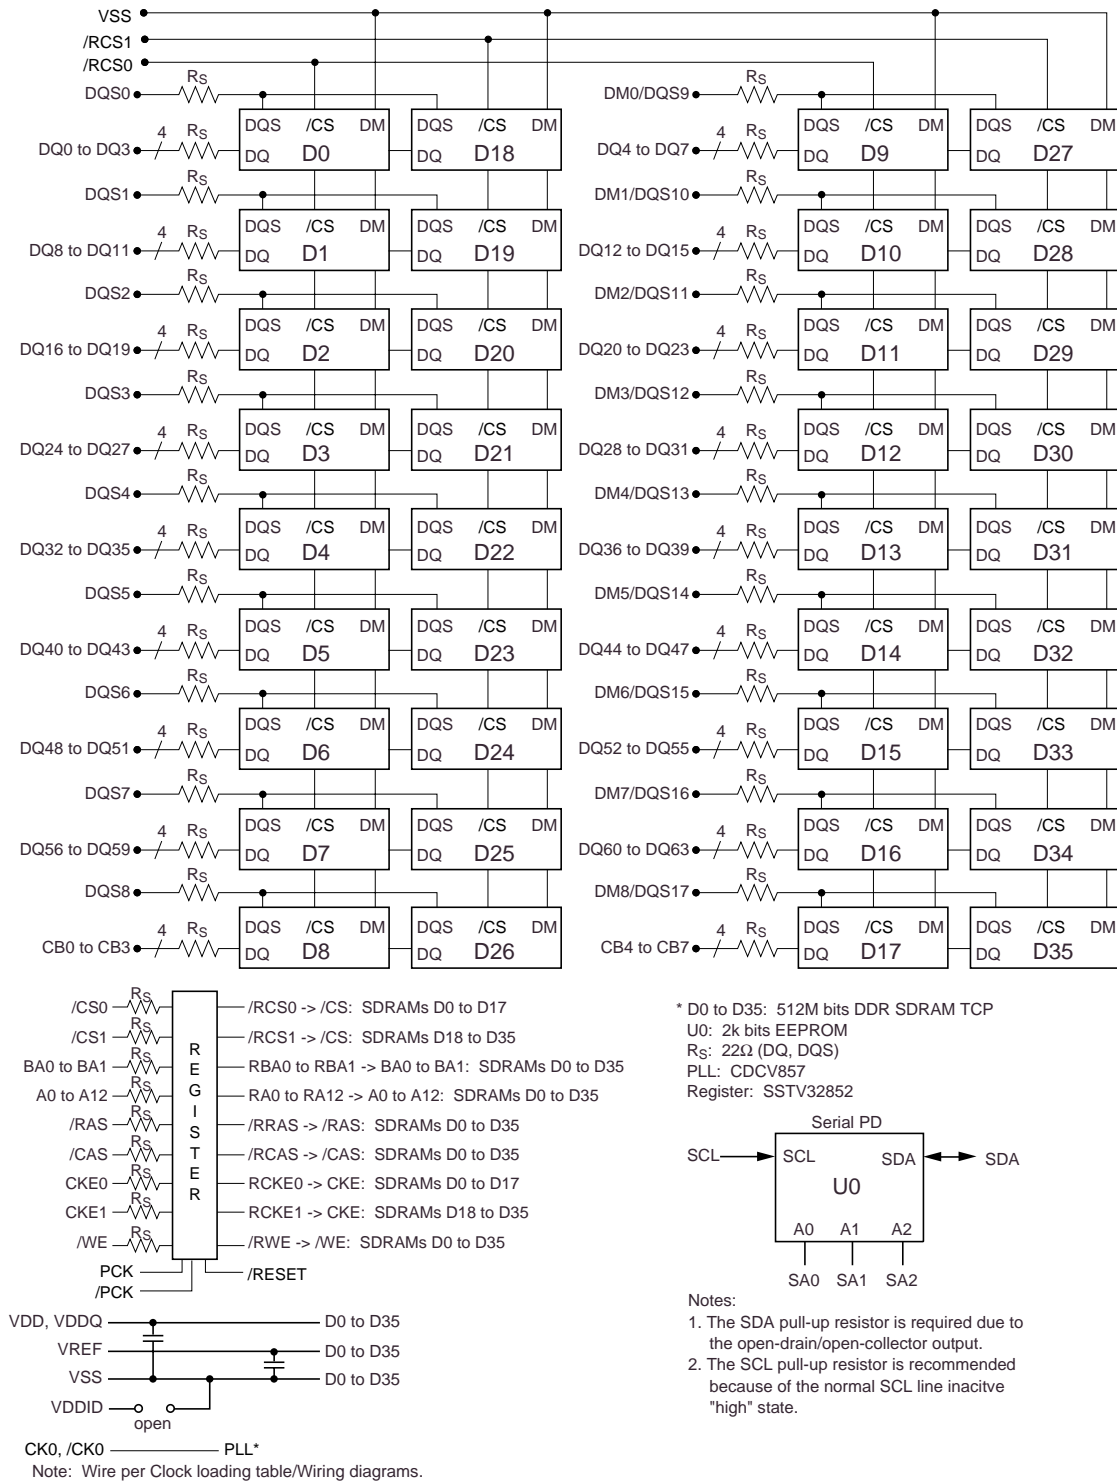 VSS
/RCS1
/RCS0
RS RS
DQS0 DM0/DQS9
DQS /CS DM DQS /CS DM DQS /CS DM DQS /CS DM
4 RS 4 RS
DQ0 to DQ3 DQ D0 DQ D18 DQ4 to DQ7 DQ D9 DQ D27
RS RS
DQS1 DM1/DQS10
DQS /CS DM DQS /CS DM DQS /CS DM DQS /CS DM
4 RS 4 RS
DQ8 to DQ11 DQ D1 DQ D19 DQ12 to DQ15 DQ D10 DQ D28
RS RS
DQS2 DM2/DQS11
DQS /CS DM DQS /CS DM DQS /CS DM DQS /CS DM
4 RS 4 RS
DQ16 to DQ19 DQ D2 DQ D20 DQ20 to DQ23 DQ D11 DQ D29
RS RS
DQS3 DM3/DQS12
DQS /CS DM DQS /CS DM DQS /CS DM DQS /CS DM
4 RS 4 RS
DQ24 to DQ27 DQ D3 DQ D21 DQ28 to DQ31 DQ D12 DQ D30
RS RS
DQS4 DM4/DQS13
DQS /CS DM DQS /CS DM DQS /CS DM DQS /CS DM
4 RS 4 RS
DQ32 to DQ35 DQ D4 DQ D22 DQ36 to DQ39 DQ D13 DQ D31
RS RS
DQS5 DM5/DQS14
DQS /CS DM DQS /CS DM DQS /CS DM DQS /CS DM
4 RS 4 RS
DQ40 to DQ43 DQ D5 DQ D23 DQ44 to DQ47 DQ D14 DQ D32
RS RS
DQS6 DM6/DQS15
DQS /CS DM DQS /CS DM DQS /CS DM DQS /CS DM
4 RS 4 RS
DQ48 to DQ51 DQ D6 DQ D24 DQ52 to DQ55 DQ D15 DQ D33
RS RS
DQS7 DM7/DQS16
DQS /CS DM DQS /CS DM DQS /CS DM DQS /CS DM
4 RS 4 RS
DQ56 to DQ59 DQ D7 DQ D25 DQ60 to DQ63 DQ D16 DQ D34
RS RS
DQS8 DM8/DQS17
DQS /CS DM DQS /CS DM DQS /CS DM DQS /CS DM
4 RS 4 RS
CB0 to CB3 DQ D8 DQ D26 CB4 to CB7 DQ D17 DQ D35
/CS0 RS /RCS0 -> /CS: SDRAMs D0 to D17
/CS1 RS /RCS1 -> /CS: SDRAMs D18 to D35
BA0 to BA1 RS RBA0 to RBA1 -> BA0 to BA1: SDRAMs D0 to D35
A0 to A12 RS RA0 to RA12 -> A0 to A12: SDRAMs D0 to D35
/RAS RS /RRAS -> /RAS: SDRAMs D0 to D35
/CAS RS /RCAS -> /CAS: SDRAMs D0 to D35
CKE0 RS RCKE0 -> CKE: SDRAMs D0 to D17
CKE1 RS RCKE1 -> CKE: SDRAMs D18 to D35
/WE RS /RWE -> /WE: SDRAMs D0 to D35
REGISTER
PCK
/PCK
/RESET
VDD, VDDQ D0 to D35
VREF D0 to D35
VSS D0 to D35
VDDID
open
CK0, /CK0 PLL*
Note: Wire per Clock loading table/Wiring diagrams.
* D0 to D35: 512M bits DDR SDRAM TCP
U0: 2k bits EEPROM
RS: 22Ω (DQ, DQS)
PLL: CDCV857
Register: SSTV32852
Serial PD
SCL SCL SDA SDA
U0
A0 A1 A2
SA0 SA1 SA2
Notes:
1. The SDA pull-up resistor is required due to
the open-drain/open-collector output.
2. The SCL pull-up resistor is recommended
because of the normal SCL line inacitve
"high" state.